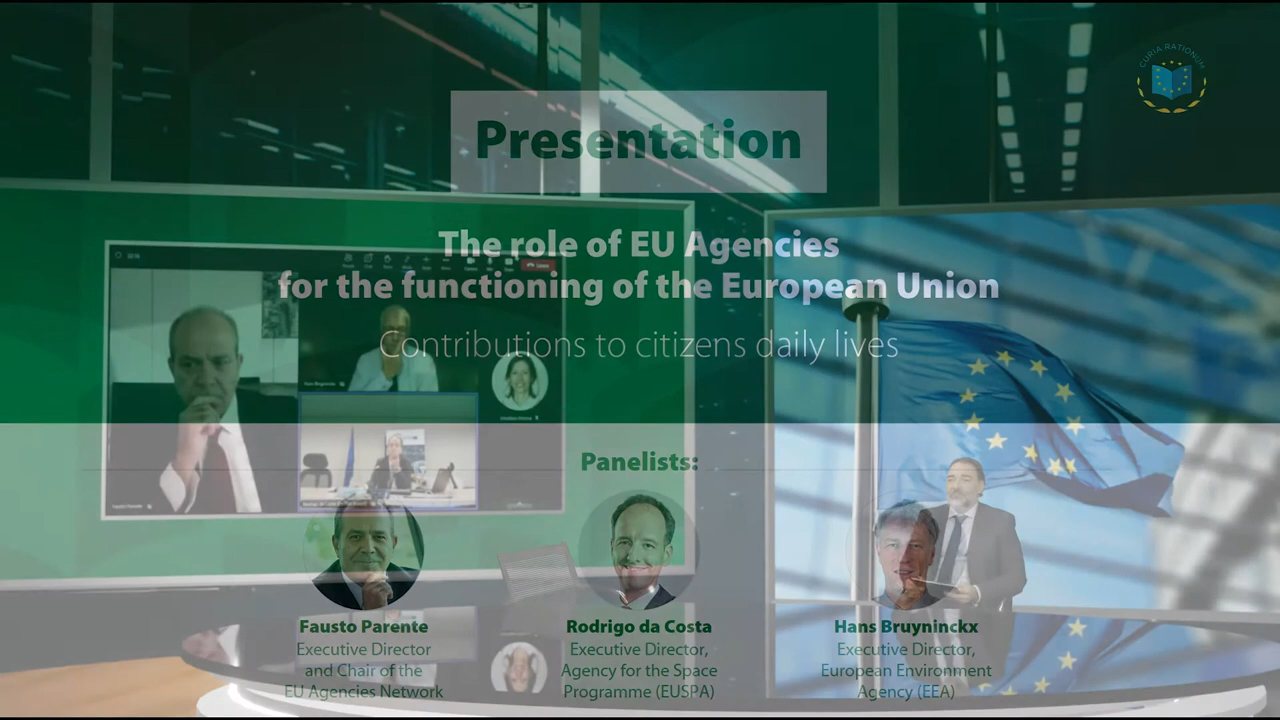 CURIA RATIONUM
Presentation
The role of EU Agencies
for the functioning of the European Union
Contributions to citizens daily lives
Panelists:
Fausto Parente
Executive Director
and Chair of the
EU Agencies Network
Rodrigo da Costa
Executive Director,
Agency for the Space
Programme (EUSPA)
Hans Bruyninckx
Executive Director,
European Environment
Agency (EEA)